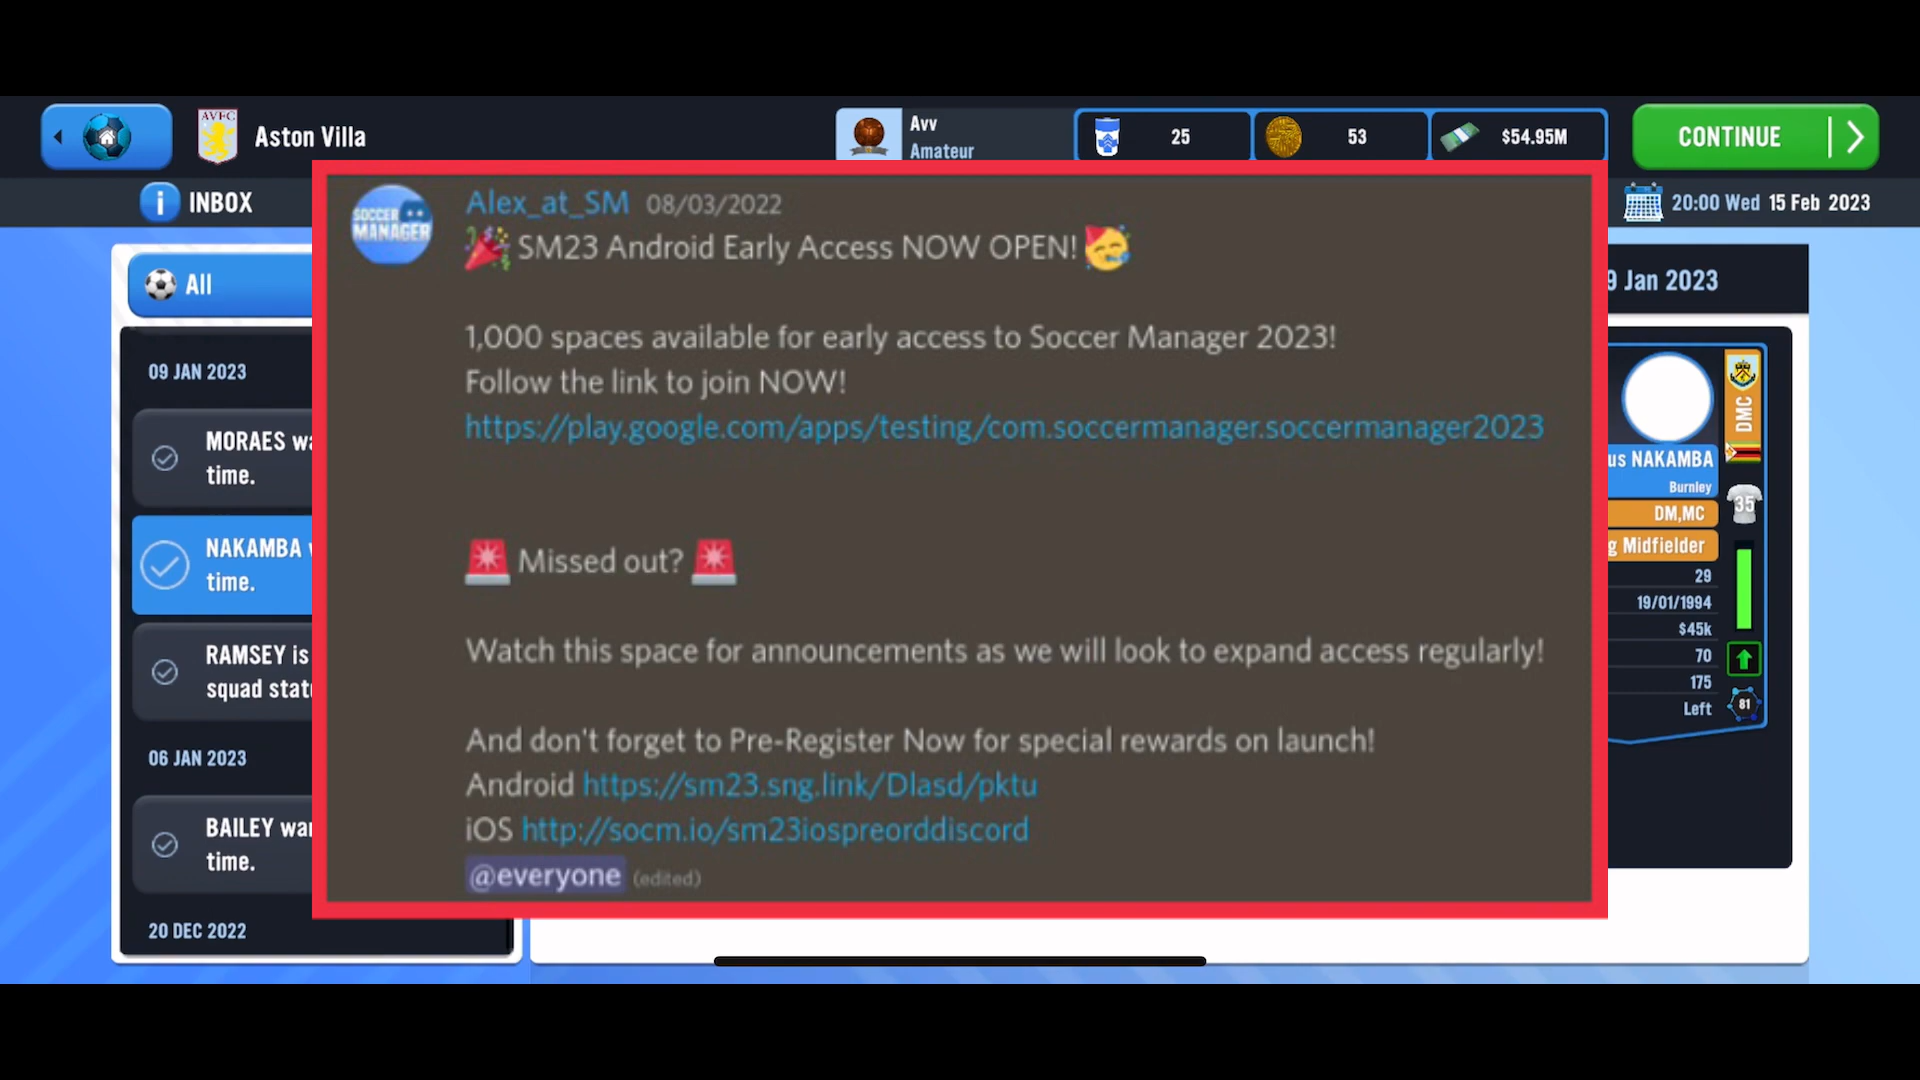 AVFC
Aston Villa
Avv
Amateur
25
53
$54.95M
CONTINUE
INBOX
20:00 Wed 15 Feb 2023
All
09 JAN 2023
MORAES wa
time.
NAKAMBA
time.
RAMSEY is
squad stat
06 JAN 2023
BAILEY wan
time.
20 DEC 2022
SOCCER
MANAGER
Alex_at_SM 08/03/2022
🎉 SM23 Android Early Access NOW OPEN! 🥳
1,000 spaces available for early access to Soccer Manager 2023!
Follow the link to join NOW!
https://play.google.com/apps/testing/com.soccermanager.soccermanager2023
🚨 Missed out? 🚨
Watch this space for announcements as we will look to expand access regularly!
And don't forget to Pre-Register Now for special rewards on launch!
Android https://sm23.sng.link/Dlasd/pktu
iOS http://socm.io/sm23iospreorddiscord
@everyone (edited)
9 Jan 2023
DMC
us NAKAMBA
Burnley
35
DM,MC
g Midfielder
29
19/01/1994
$45k
70
175
Left
81